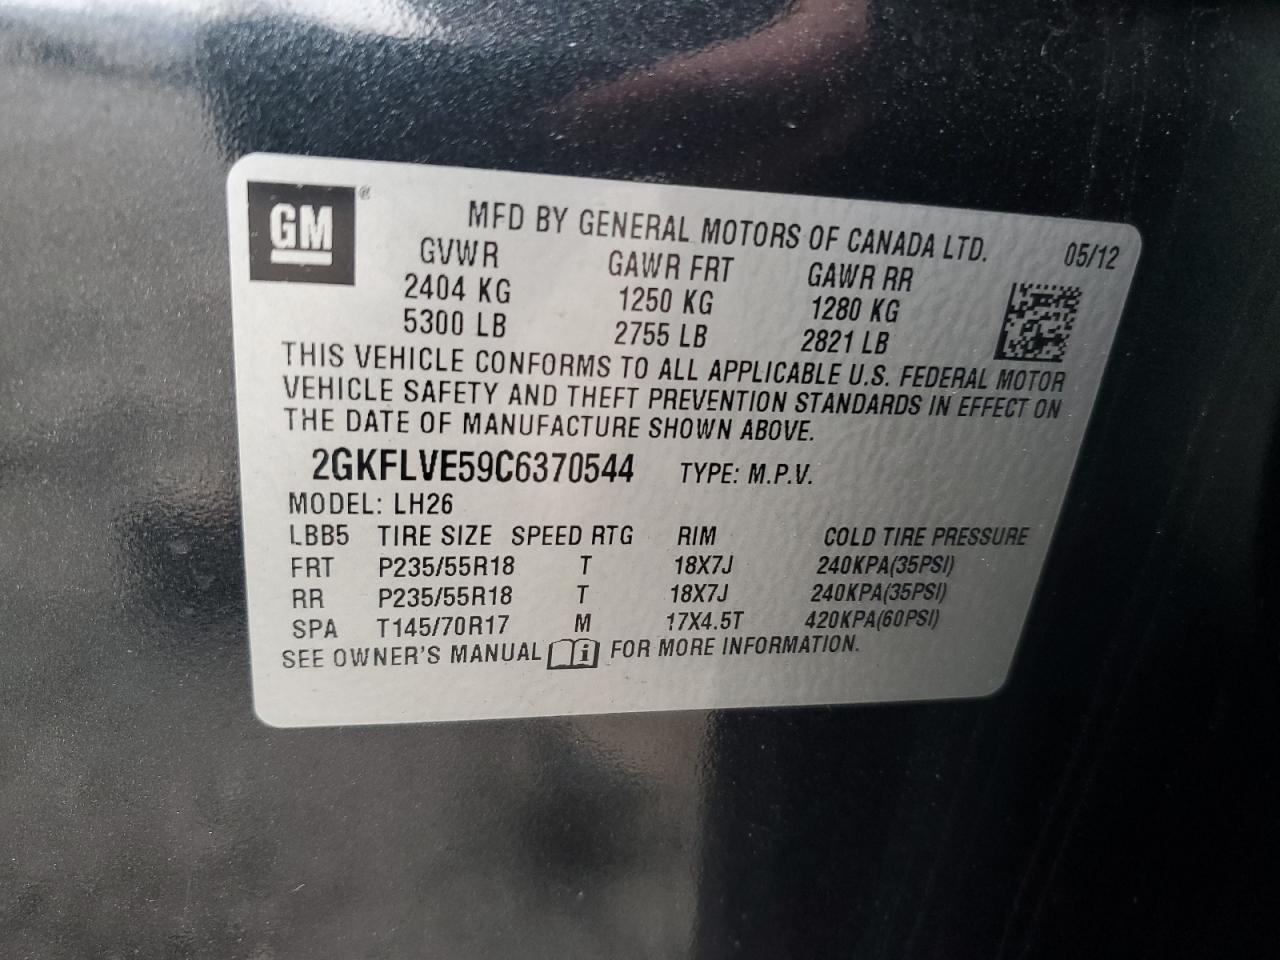 GM ®
MFD BY GENERAL MOTORS OF CANADA LTD. 05/12
GVWR GAWR FRT GAWR RR
2404 KG 1250 KG 1280 KG
5300 LB 2755 LB 2821 LB
THIS VEHICLE CONFORMS TO ALL APPLICABLE U.S. FEDERAL MOTOR
VEHICLE SAFETY AND THEFT PREVENTION STANDARDS IN EFFECT ON
THE DATE OF MANUFACTURE SHOWN ABOVE.
2GKFLVE59C6370544 TYPE: M.P.V.
MODEL: LH26
LBB5 TIRE SIZE SPEED RTG RIM COLD TIRE PRESSURE
FRT P235/55R18 T 18X7J 240KPA(35PSI)
RR P235/55R18 T 18X7J 240KPA(35PSI)
SPA T145/70R17 M 17X4.5T 420KPA(60PSI)
SEE OWNER'S MANUAL i FOR MORE INFORMATION.